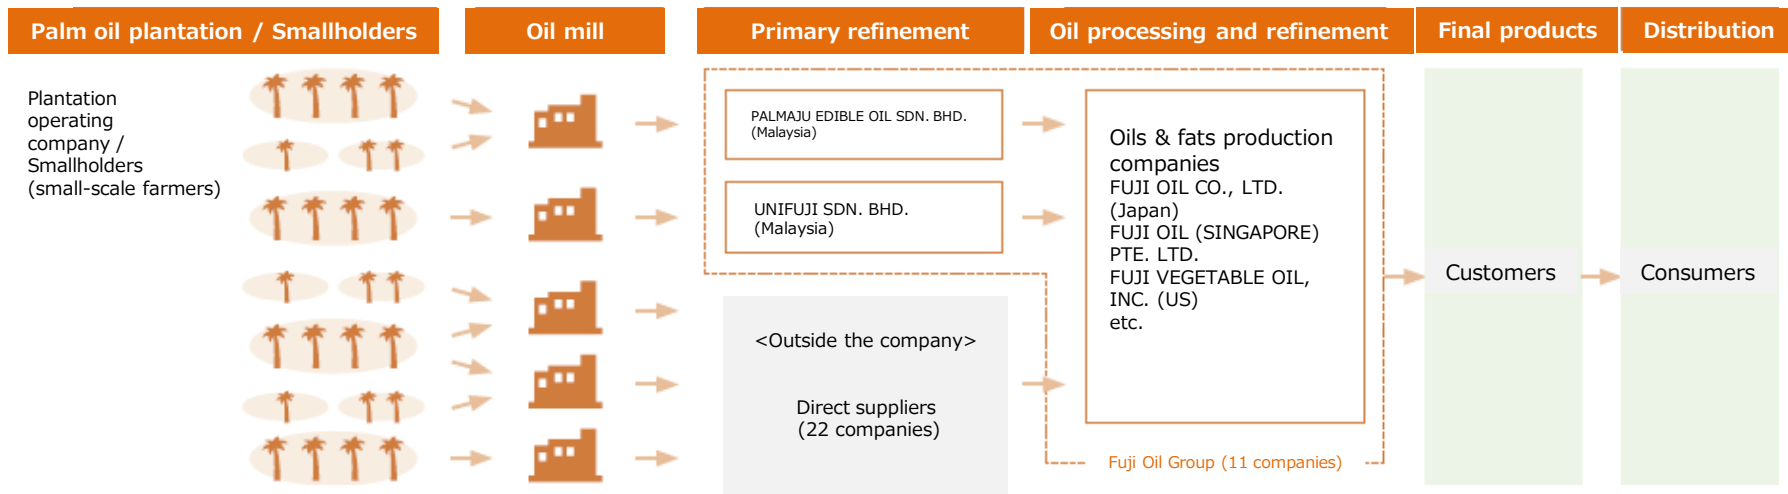 Palm oil plantation / Smallholders
Oil mill
Primary refinement
Oil processing and refinement
Final products
Distribution
Plantation
operating
company /
Smallholders
(small-scale farmers)
PALMAJU EDIBLE OIL SDN. BHD.
(Malaysia)
UNIFUJI SDN. BHD.
(Malaysia)
<Outside the company>
Direct suppliers
(22 companies)
Oils & fats production
companies
FUJI OIL CO., LTD.
(Japan)
FUJI OIL (SINGAPORE)
PTE. LTD.
FUJI VEGETABLE OIL,
INC. (US)
etc.
Fuji Oil Group (11 companies)
Customers
Consumers